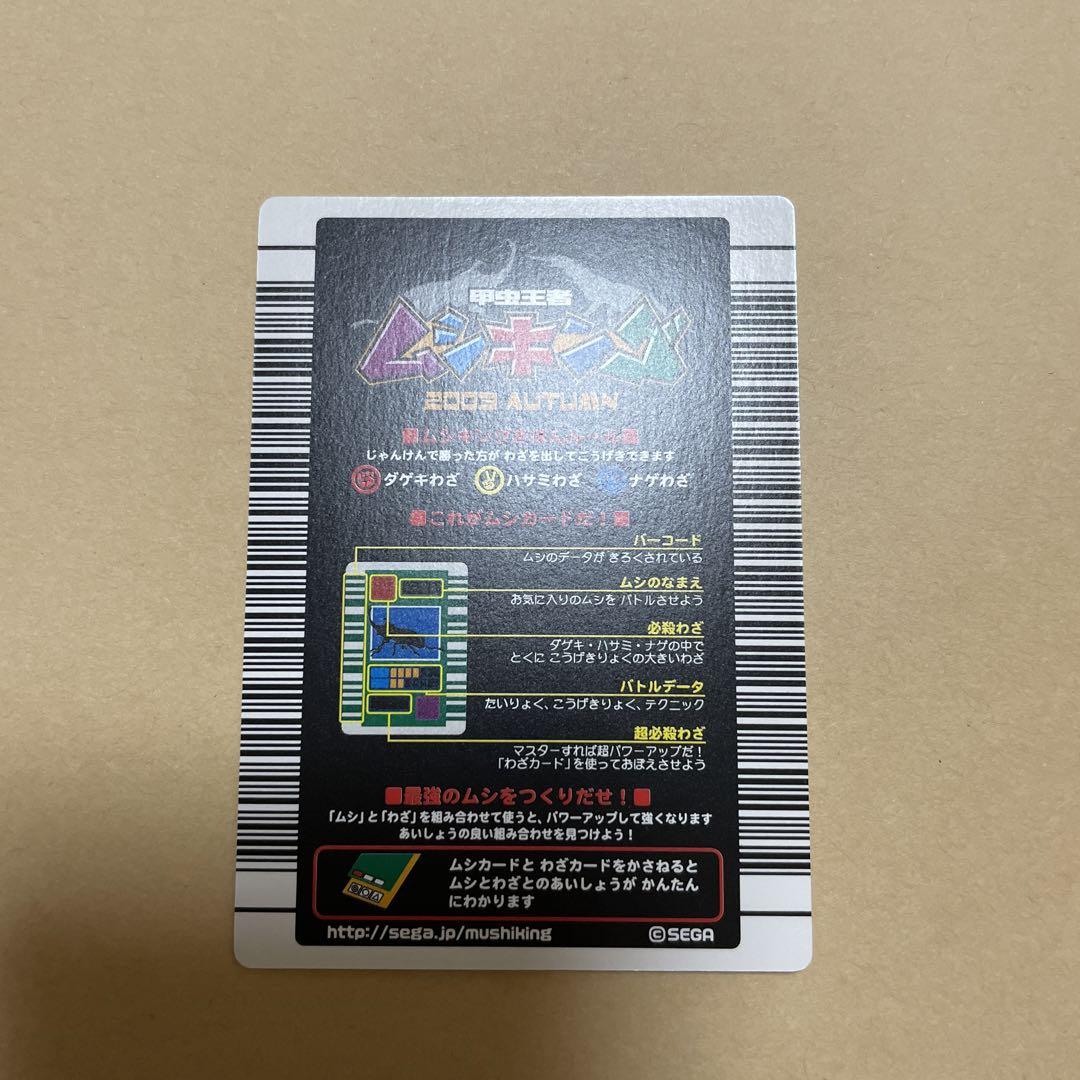 甲虫王者
ムシキング
2003 AUTUMN
■ムシキングきほんルール■
じゃんけんで勝った方が わざを出してこうげきできます
ダゲキわざ ハサミわざ ナゲわざ
■これがムシカードだ！■
バーコード
ムシのデータが きろくされている
ムシのなまえ
お気に入りのムシを バトルさせよう
必殺わざ
ダゲキ・ハサミ・ナゲの中で
とくに こうげきりょくの大きいわざ
バトルデータ
たいりょく、こうげきりょく、テクニック
超必殺わざ
マスターすれば超パワーアップだ！
「わざカード」を使っておぼえさせよう
■最強のムシをつくりだせ！■
「ムシ」と「わざ」を組み合わせて使うと、パワーアップして強くなります
あいしょうの良い組み合わせを見つけよう！
ムシカードと わざカードをかさねると
ムシとわざとのあいしょうが かんたん
にわかります
http://sega.jp/mushiking ©SEGA